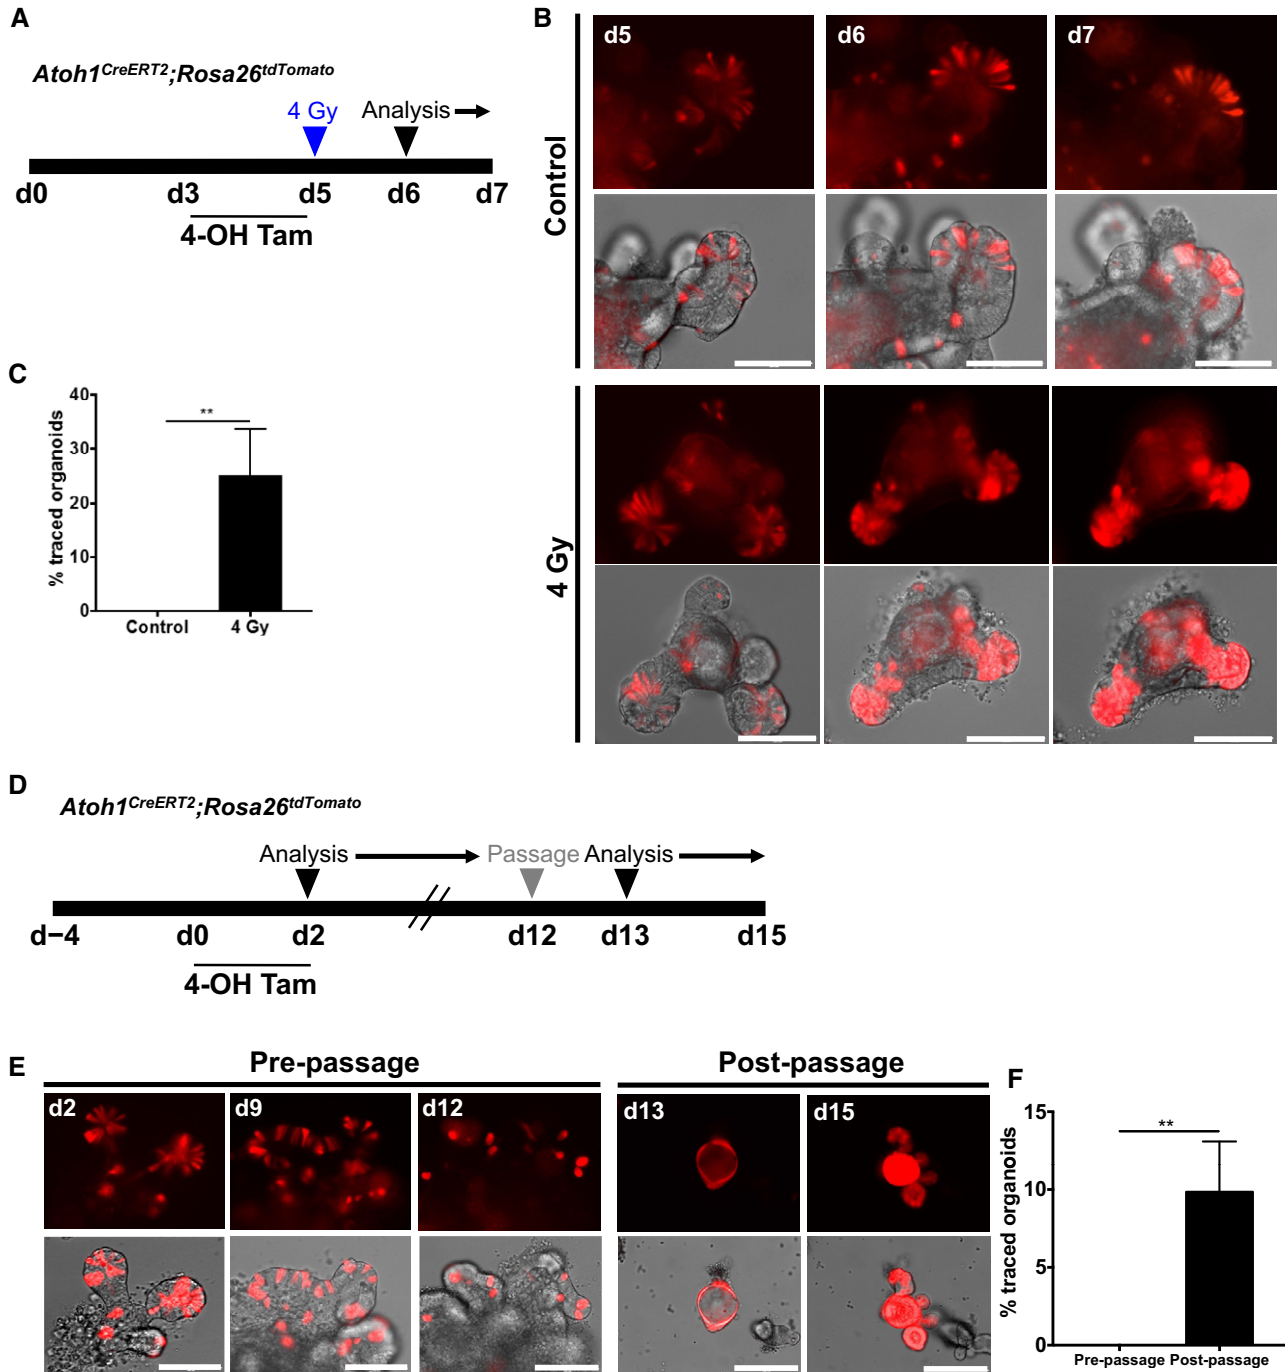 A
Atoh1CreERT2;Rosa26tdTomato
4 Gy Analysis
d0 d3 d5 d6 d7
4-OH Tam
B
Control
d5 d6 d7
4 Gy
C
% traced organoids
40
30
20
10
0
**
Control 4 Gy
D
Atoh1CreERT2;Rosa26tdTomato
Analysis Passage Analysis
d−4 d0 d2 d12 d13 d15
4-OH Tam
E
Pre-passage Post-passage
d2 d9 d12 d13 d15
F
% traced organoids
15
10
5
0
**
Pre-passage Post-passage